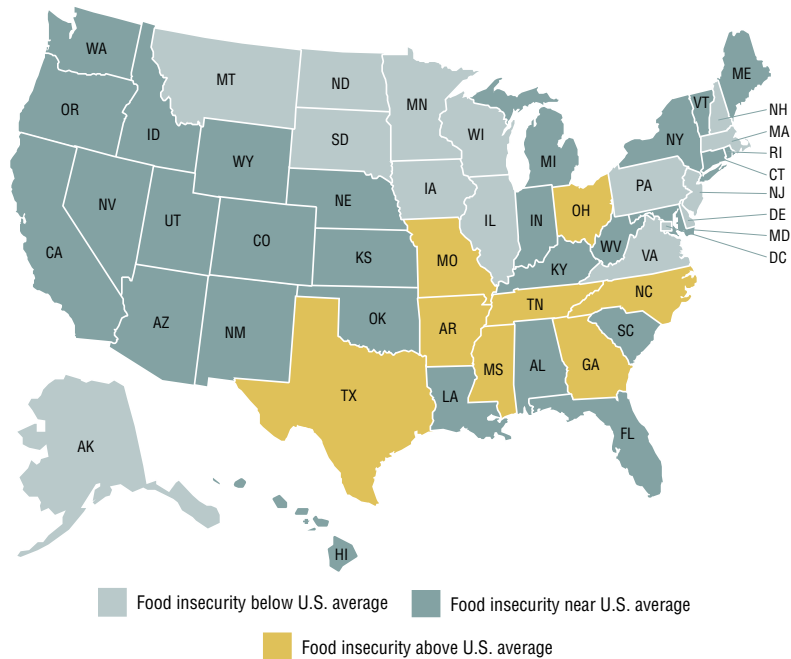 WA
MT
ND
MN
ME
VT
NH
MA
RI
CT
NJ
DE
MD
DC
OR
ID
WY
SD
WI
MI
NY
NV
UT
CO
NE
IA
IL
IN
OH
PA
WV
VA
CA
KS
MO
KY
AZ
NM
OK
AR
TN
NC
SC
TX
LA
MS
AL
GA
FL
AK
HI
Food insecurity below U.S. average
Food insecurity near U.S. average
Food insecurity above U.S. average